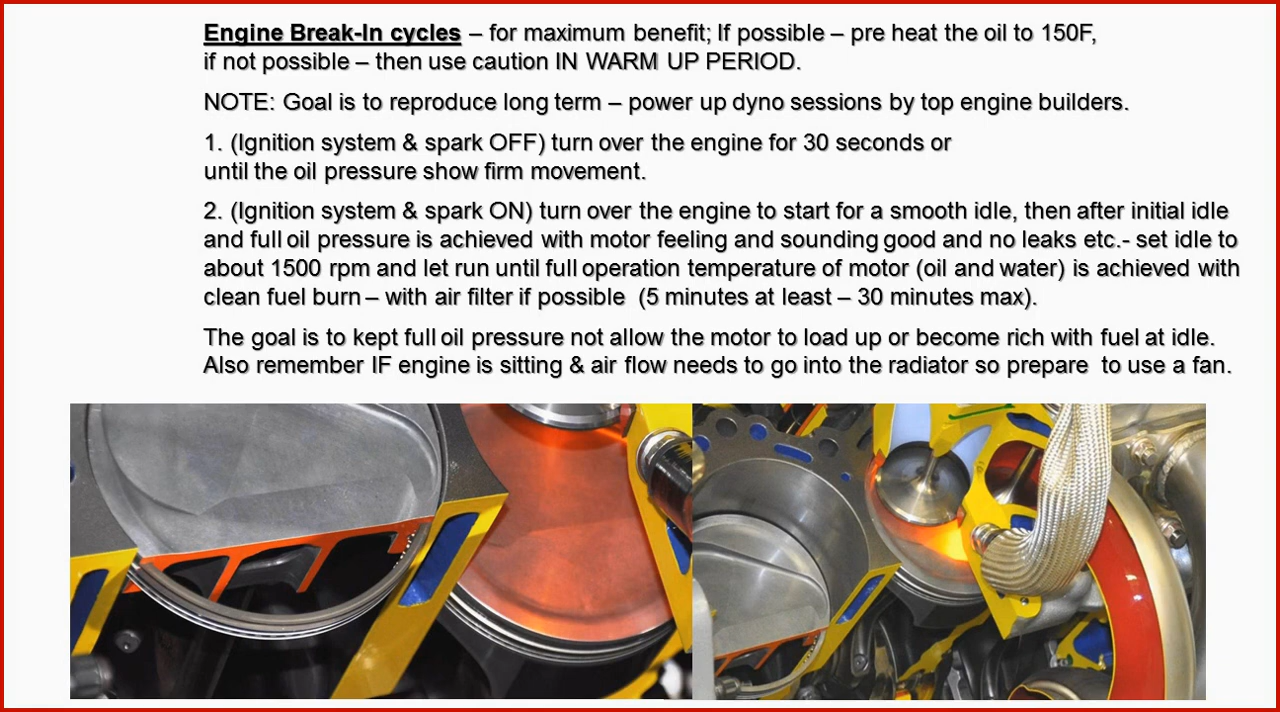 Engine Break-In cycles – for maximum benefit; If possible – pre heat the oil to 150F,
if not possible – then use caution IN WARM UP PERIOD.
NOTE: Goal is to reproduce long term – power up dyno sessions by top engine builders.
1. (Ignition system & spark OFF) turn over the engine for 30 seconds or
until the oil pressure show firm movement.
2. (Ignition system & spark ON) turn over the engine to start for a smooth idle, then after initial idle
and full oil pressure is achieved with motor feeling and sounding good and no leaks etc.- set idle to
about 1500 rpm and let run until full operation temperature of motor (oil and water) is achieved with
clean fuel burn – with air filter if possible (5 minutes at least – 30 minutes max).
The goal is to kept full oil pressure not allow the motor to load up or become rich with fuel at idle.
Also remember IF engine is sitting & air flow needs to go into the radiator so prepare to use a fan.